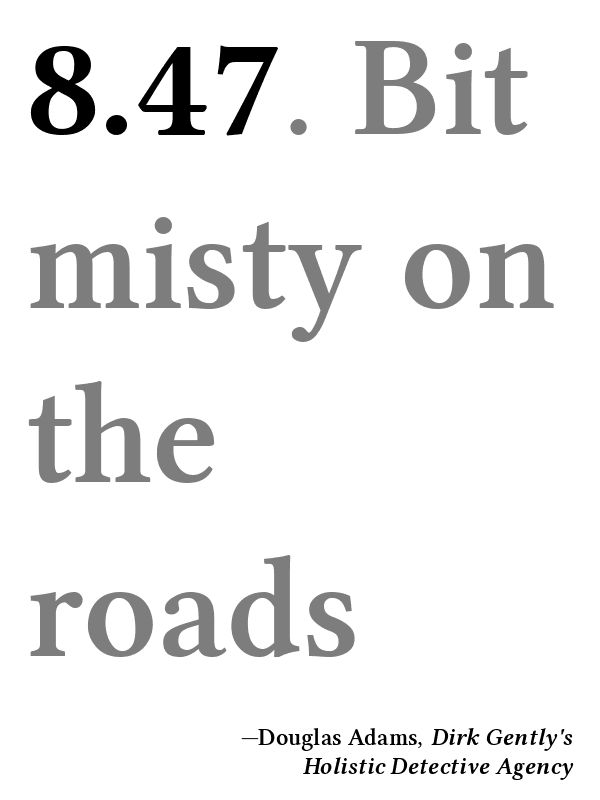 8.47. Bit
misty on
the
roads
—Douglas Adams, Dirk Gently's
Holistic Detective Agency